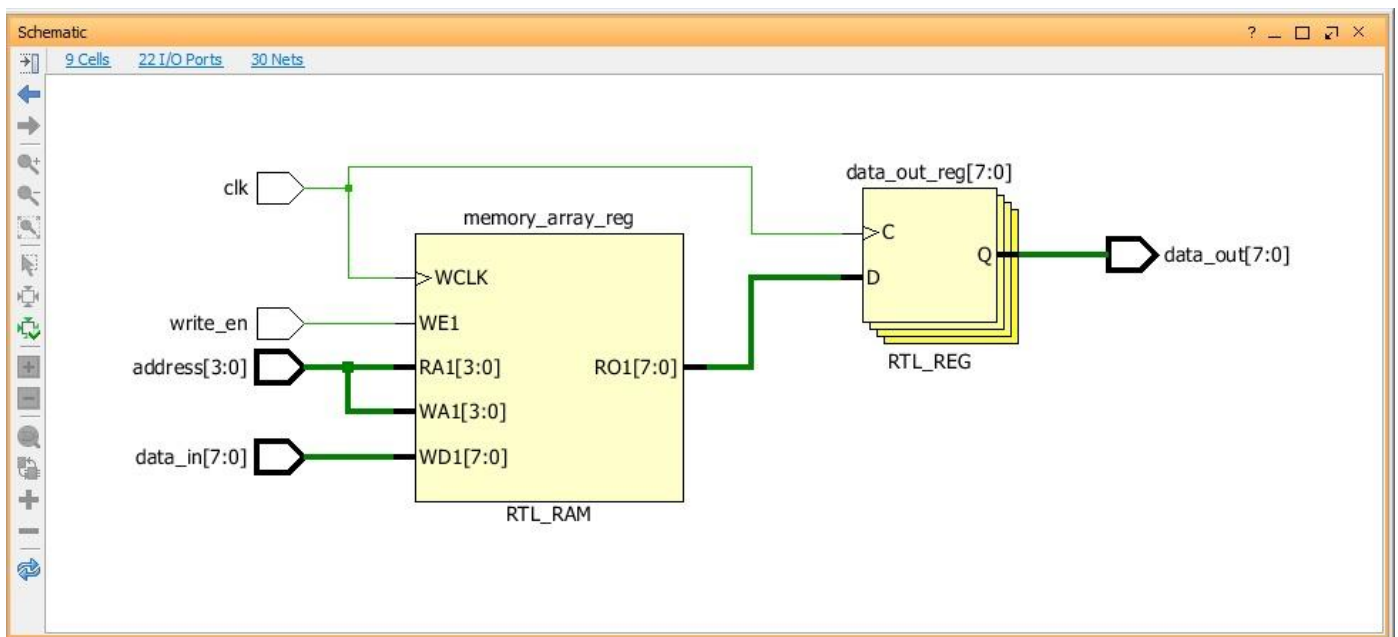 Schematic
9 Cells 22 I/O Ports 30 Nets
data_out_reg[7:0]
clk
memory_array_reg
C
Q
data_out[7:0]
WCLK
D
write_en
WE1
address[3:0]
RA1[3:0]
RO1[7:0]
RTL_REG
WA1[3:0]
data_in[7:0]
WD1[7:0]
RTL_RAM